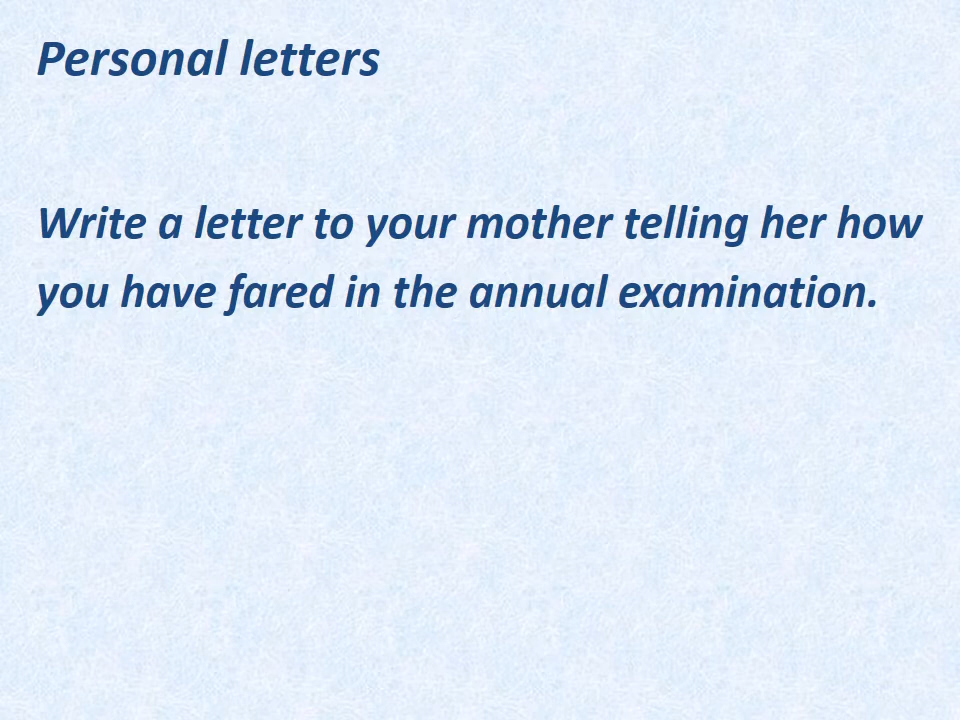 Personal letters
Write a letter to your mother telling her how
you have fared in the annual examination.